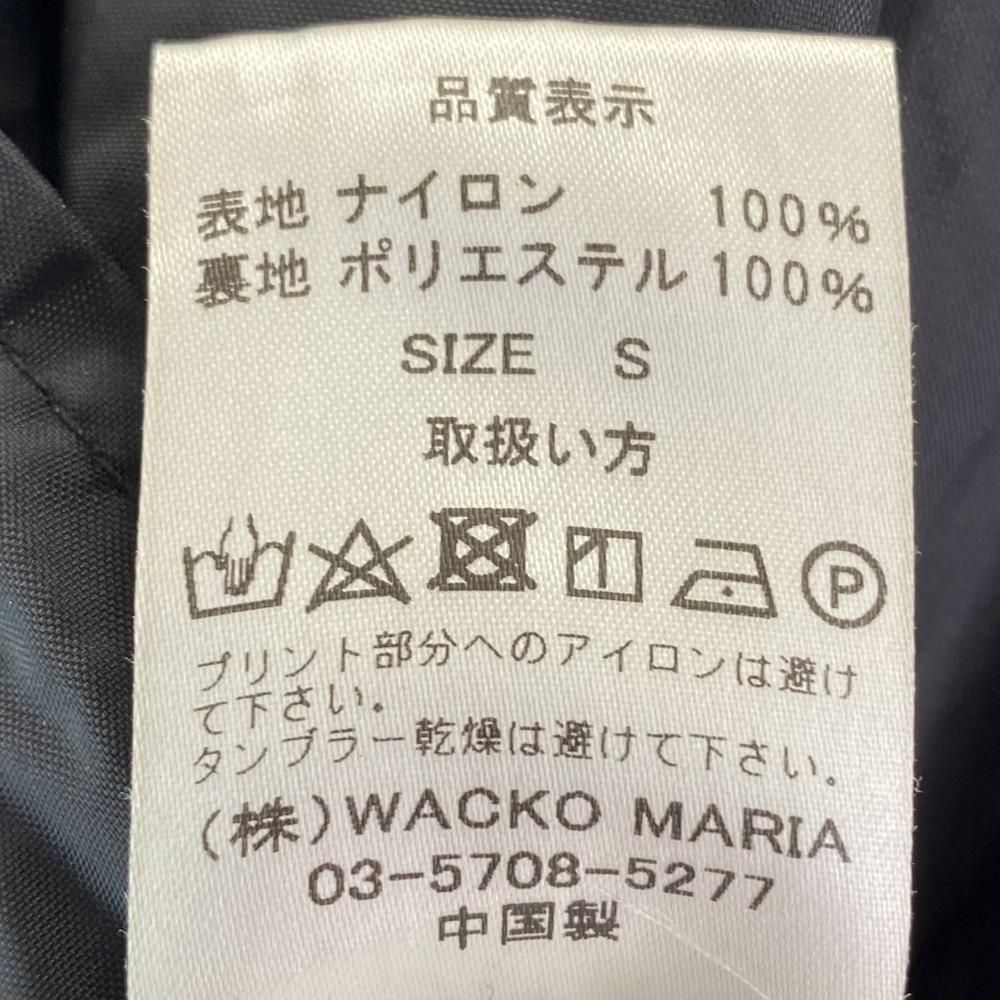 品質表示
表地 ナイロン 100%
裏地 ポリエステル 100%
SIZE S
取扱い方
P
プリント部分へのアイロンは避け
て下さい。
タンブラー乾燥は避けて下さい。
(株)WACKO MARIA
03-5708-5277
中国製